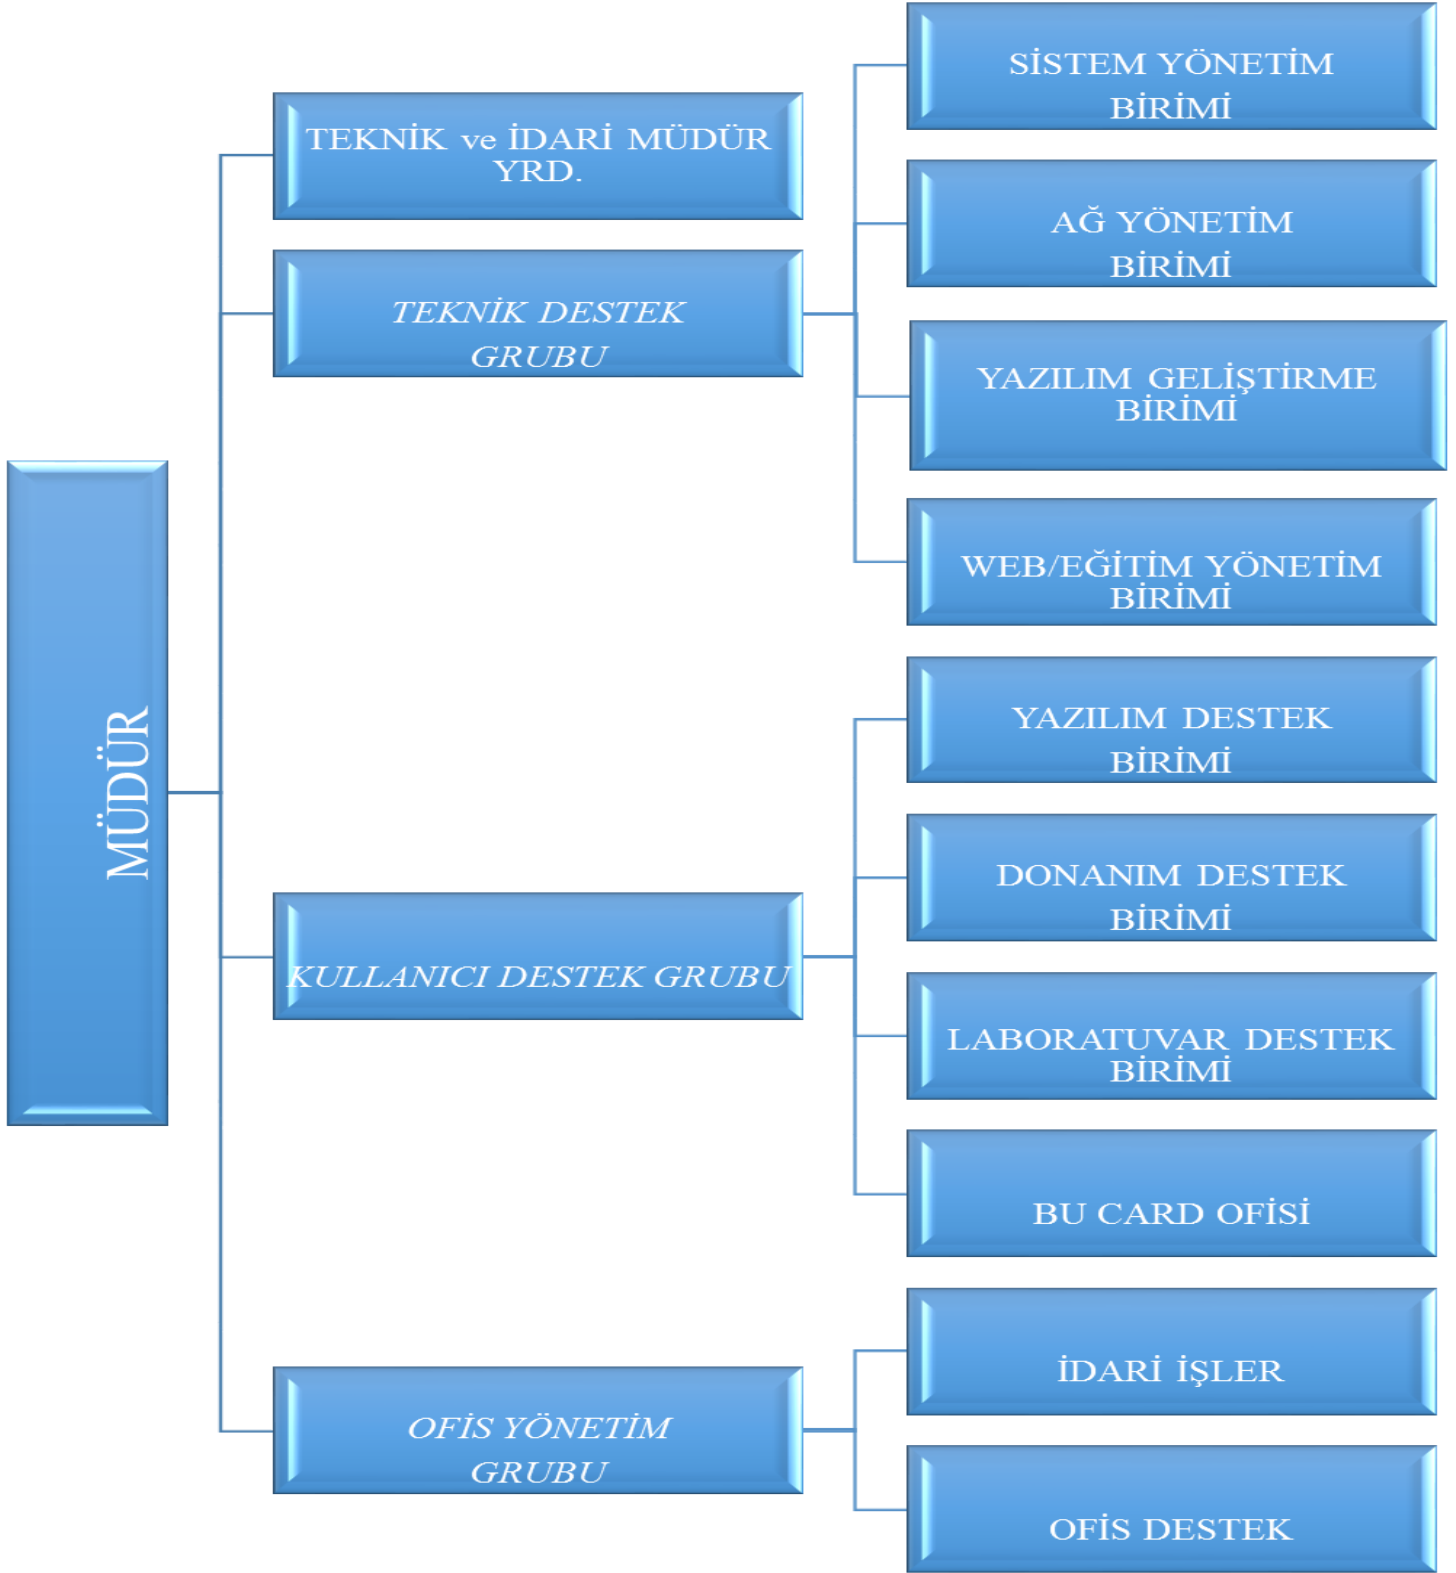 MÜDÜR
TEKNİK ve İDARİ MÜDÜR
YRD.
TEKNİK DESTEK
GRUBU
SİSTEM YÖNETİM
BİRİMİ
AĞ YÖNETİM
BİRİMİ
YAZILIM GELİŞTİRME
BİRİMİ
WEB/EĞİTİM YÖNETİM
BİRİMİ
KULLANICI DESTEK GRUBU
YAZILIM DESTEK
BİRİMİ
DONANIM DESTEK
BİRİMİ
LABORATUVAR DESTEK
BİRİMİ
BU CARD OFİSİ
OFİS YÖNETİM
GRUBU
İDARİ İŞLER
OFİS DESTEK